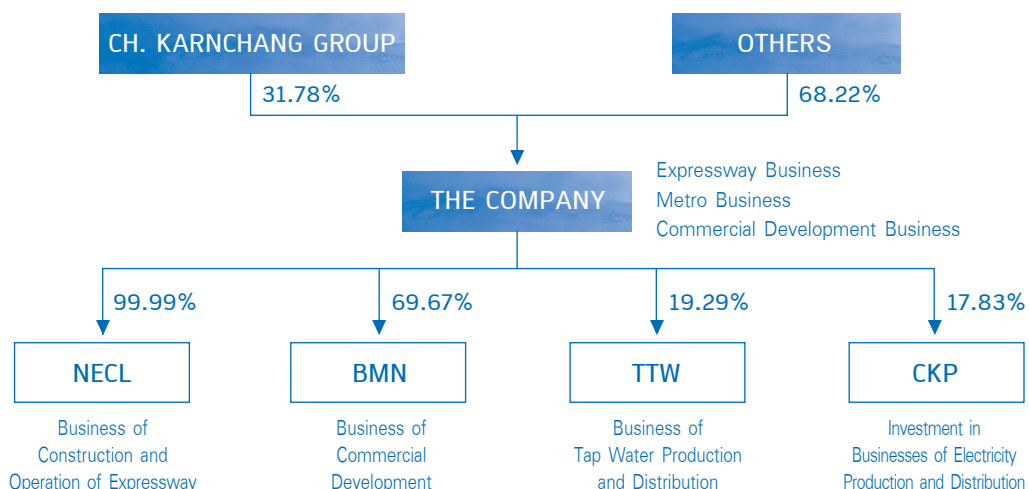 CH. KARNCHANG GROUP
OTHERS
31.78%
68.22%
THE COMPANY
Expressway Business
Metro Business
Commercial Development Business
99.99%
69.67%
19.29%
17.83%
NECL
BMN
TTW
CKP
Business of
Construction and
Operation of Expressway
Business of
Commercial
Development
Business of
Tap Water Production
and Distribution
Investment in
Businesses of Electricity
Production and Distribution